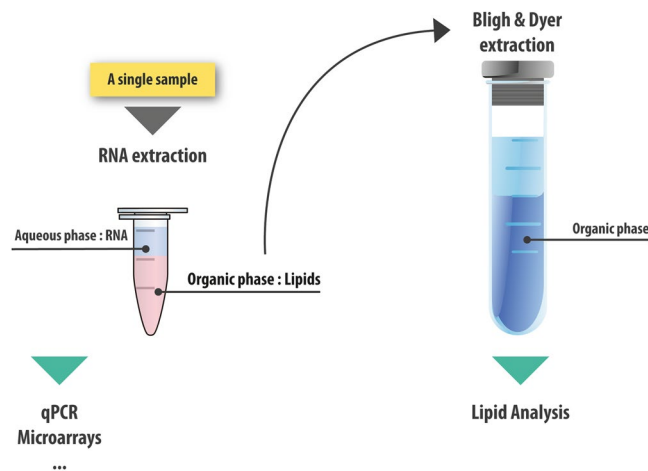 A single sample
RNA extraction
Aqueous phase : RNA
Organic phase : Lipids
qPCR
Microarrays
...
Bligh & Dyer
extraction
Organic phase
Lipid Analysis